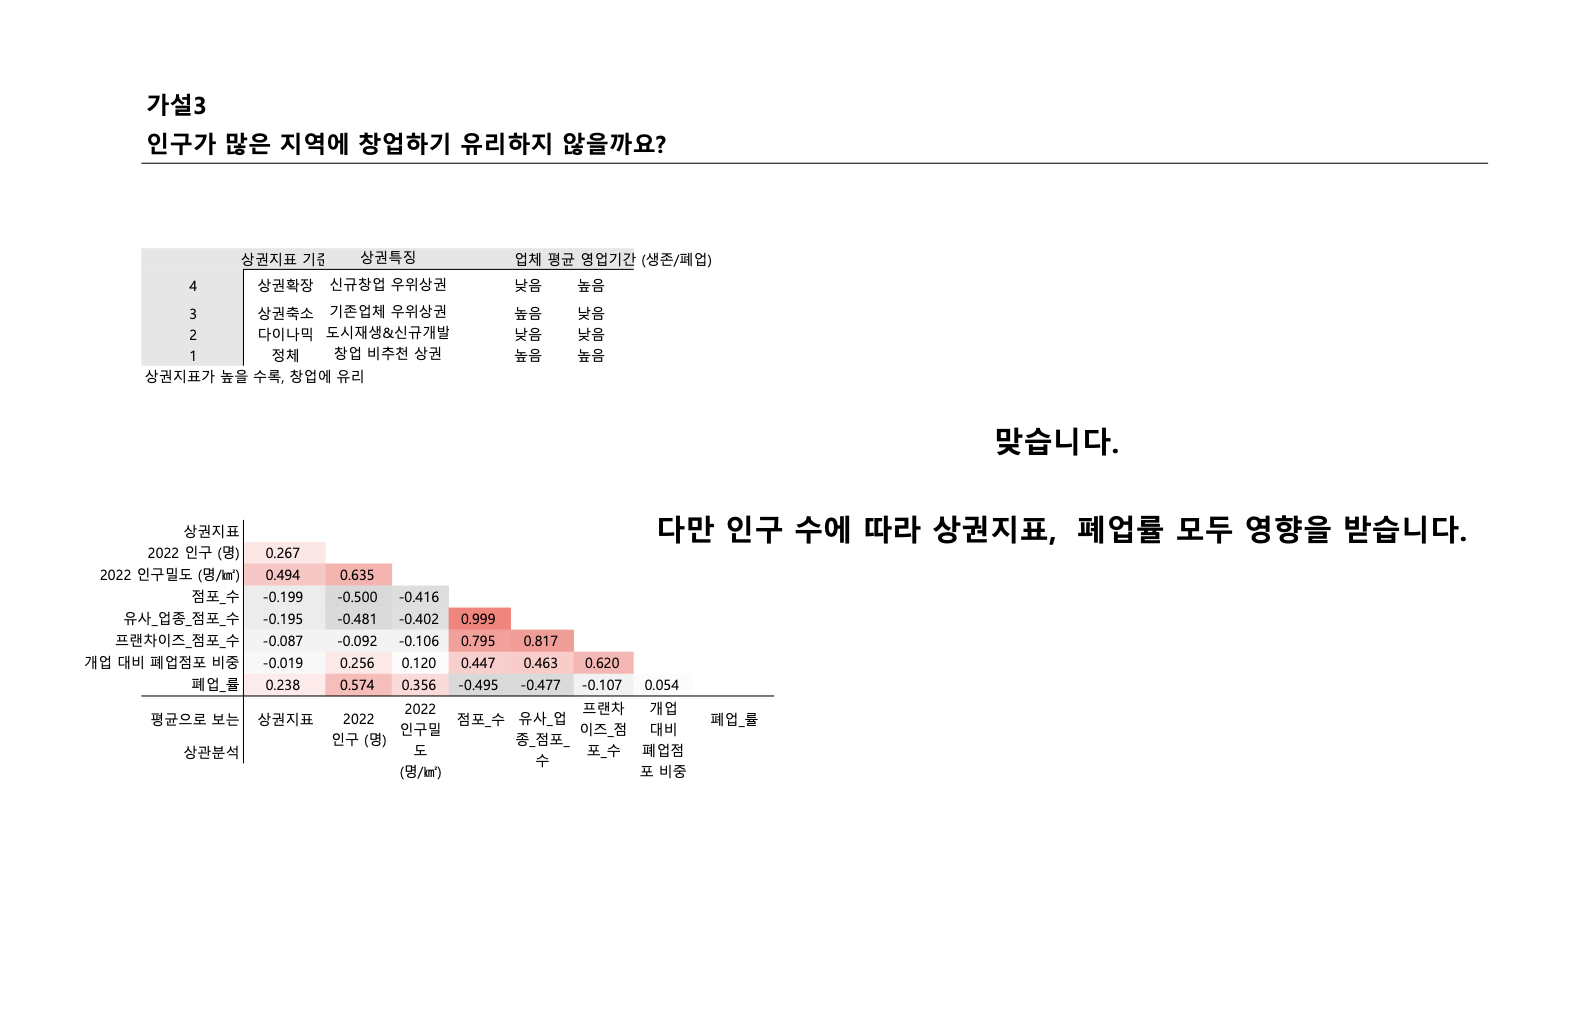 가설3
인구가 많은 지역에 창업하기 유리하지 않을까요?
상권지표 기준 상권특징 업체 평균 영업기간 (생존/폐업)
4 상권확장 신규창업 우위상권 낮음 높음
3 상권축소 기존업체 우위상권 높음 낮음
2 다이나믹 도시재생&신규개발 낮음 낮음
1 정체 창업 비추천 상권 높음 높음
상권지표가 높을 수록, 창업에 유리
맞습니다.
다만 인구 수에 따라 상권지표, 폐업률 모두 영향을 받습니다.
상권지표
2022 인구 (명) 0.267
2022 인구밀도 (명/㎢) 0.494 0.635
점포_수 -0.199 -0.500 -0.416
유사_업종_점포_수 -0.195 -0.481 -0.402 0.999
프랜차이즈_점포_수 -0.087 -0.092 -0.106 0.795 0.817
개업 대비 폐업점포 비중 -0.019 0.256 0.120 0.447 0.463 0.620
폐업_률 0.238 0.574 0.356 -0.495 -0.477 -0.107 0.054
평균으로 보는
상관분석
상권지표
2022
인구 (명)
2022
인구밀
도
(명/㎢)
점포_수
유사_업
종_점포_
수
프랜차
이즈_점
포_수
개업
대비
폐업점
포 비중
폐업_률